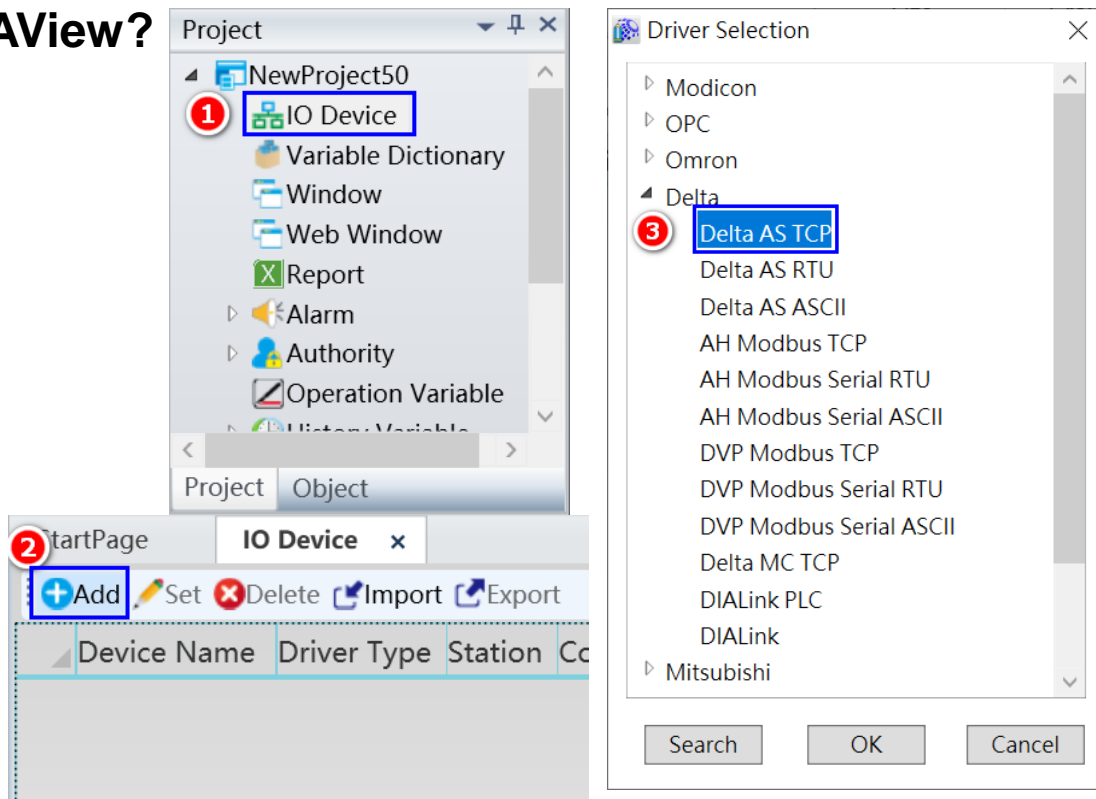 AView?
Project
NewProject50
1
IO Device
Variable Dictionary
Window
Web Window
Report
Alarm
Authority
Operation Variable
History Variable
Project Object
2
StartPage IO Device ×
Add Set Delete Import Export
Device Name Driver Type Station Co
Driver Selection
Modicon
OPC
Omron
Delta
3
Delta AS TCP
Delta AS RTU
Delta AS ASCII
AH Modbus TCP
AH Modbus Serial RTU
AH Modbus Serial ASCII
DVP Modbus TCP
DVP Modbus Serial RTU
DVP Modbus Serial ASCII
Delta MC TCP
DIALink PLC
DIALink
Mitsubishi
Search OK Cancel